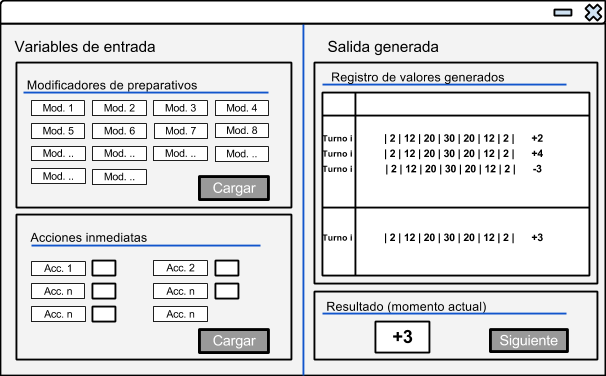 Variables de entrada
Modificadores de preparativos
Mod. 1 Mod. 2 Mod. 3 Mod. 4
Mod. 5 Mod. 6 Mod. 7 Mod. 8
Mod. .. Mod. .. Mod. .. Mod. ..
Mod. .. Mod. ..
Cargar
Acciones inmediatas
Acc. 1 Acc. 2
Acc. n Acc. n
Acc. n Acc. n
Cargar
Salida generada
Registro de valores generados
Turno i | 2 | 12 | 20 | 30 | 20 | 12 | 2 | +2
Turno i | 2 | 12 | 20 | 30 | 20 | 12 | 2 | +4
Turno i | 2 | 12 | 20 | 30 | 20 | 12 | 2 | -3
Turno i | 2 | 12 | 20 | 30 | 20 | 12 | 2 | +3
Resultado (momento actual)
+3 Siguiente